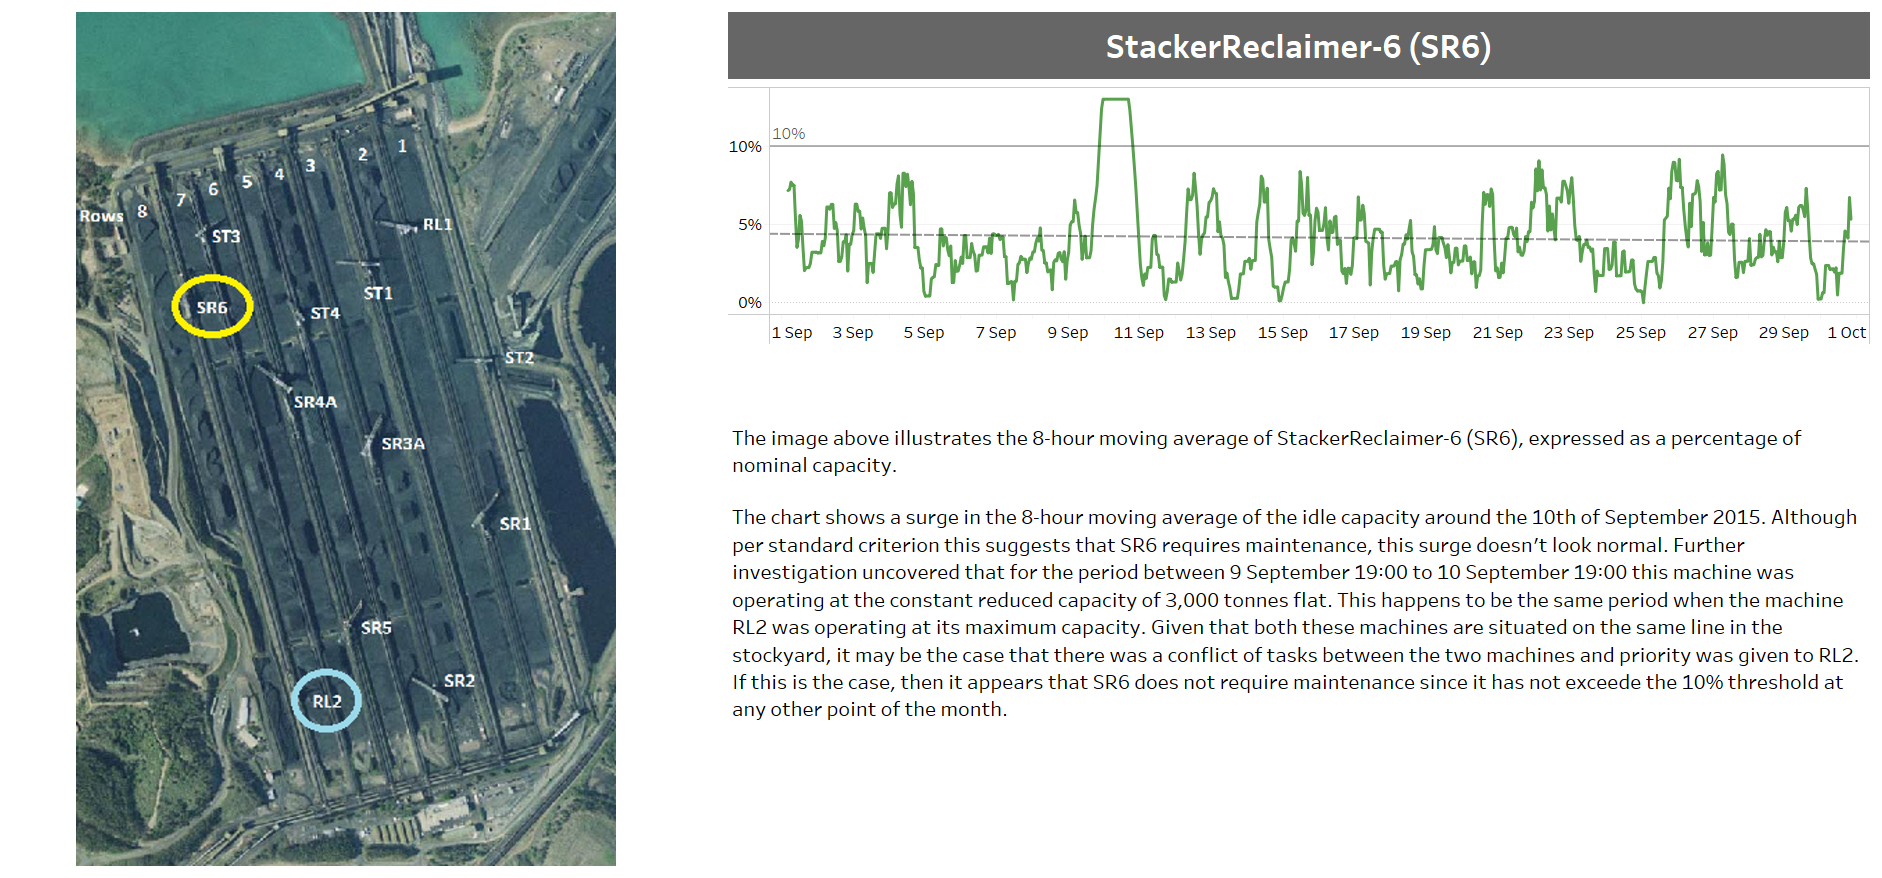 Rows
8
7
6
5
4
3
2
1
ST3
RL1
SR6
ST1
ST4
ST2
SR4A
SR3A
SR1
SR5
SR2
RL2
StackerReclaimer-6 (SR6)
10%
10%
5%
0%
1 Sep 3 Sep 5 Sep 7 Sep 9 Sep 11 Sep 13 Sep 15 Sep 17 Sep 19 Sep 21 Sep 23 Sep 25 Sep 27 Sep 29 Sep 1 Oct
The image above illustrates the 8-hour moving average of StackerReclaimer-6 (SR6), expressed as a percentage of
nominal capacity.
The chart shows a surge in the 8-hour moving average of the idle capacity around the 10th of September 2015. Although
per standard criterion this suggests that SR6 requires maintenance, this surge doesn't look normal. Further
investigation uncovered that for the period between 9 September 19:00 to 10 September 19:00 this machine was
operating at the constant reduced capacity of 3,000 tonnes flat. This happens to be the same period when the machine
RL2 was operating at its maximum capacity. Given that both these machines are situated on the same line in the
stockyard, it may be the case that there was a conflict of tasks between the two machines and priority was given to RL2.
If this is the case, then it appears that SR6 does not require maintenance since it has not exceede the 10% threshold at
any other point of the month.